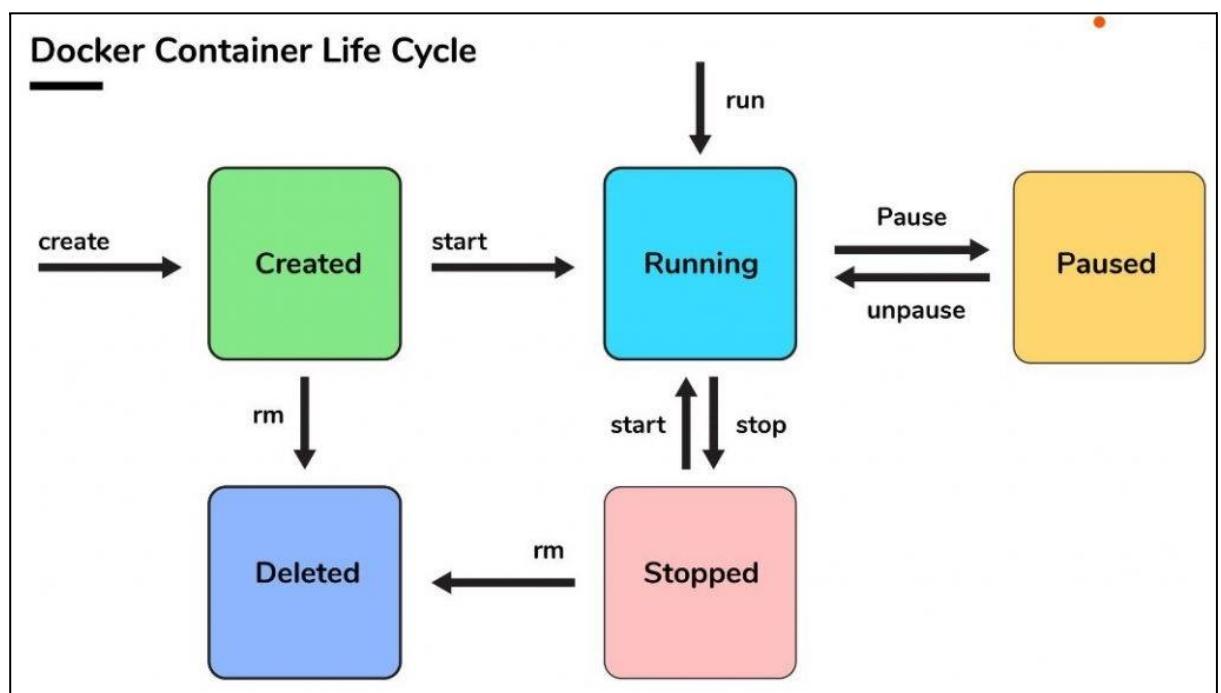 Docker Container Life Cycle
run
create
Created
start
Running
Pause
unpause
Paused
rm
start
stop
Deleted
rm
Stopped